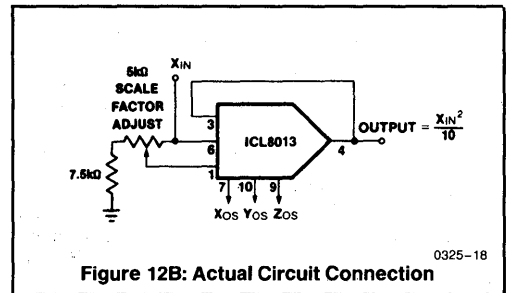 XIN
5kΩ
SCALE
FACTOR
ADJUST
3
6
1
ICL8013
4
OUTPUT = XIN²
10
7.5kΩ
7 10 9
XOS YOS ZOS
0325-18
Figure 12B: Actual Circuit Connection